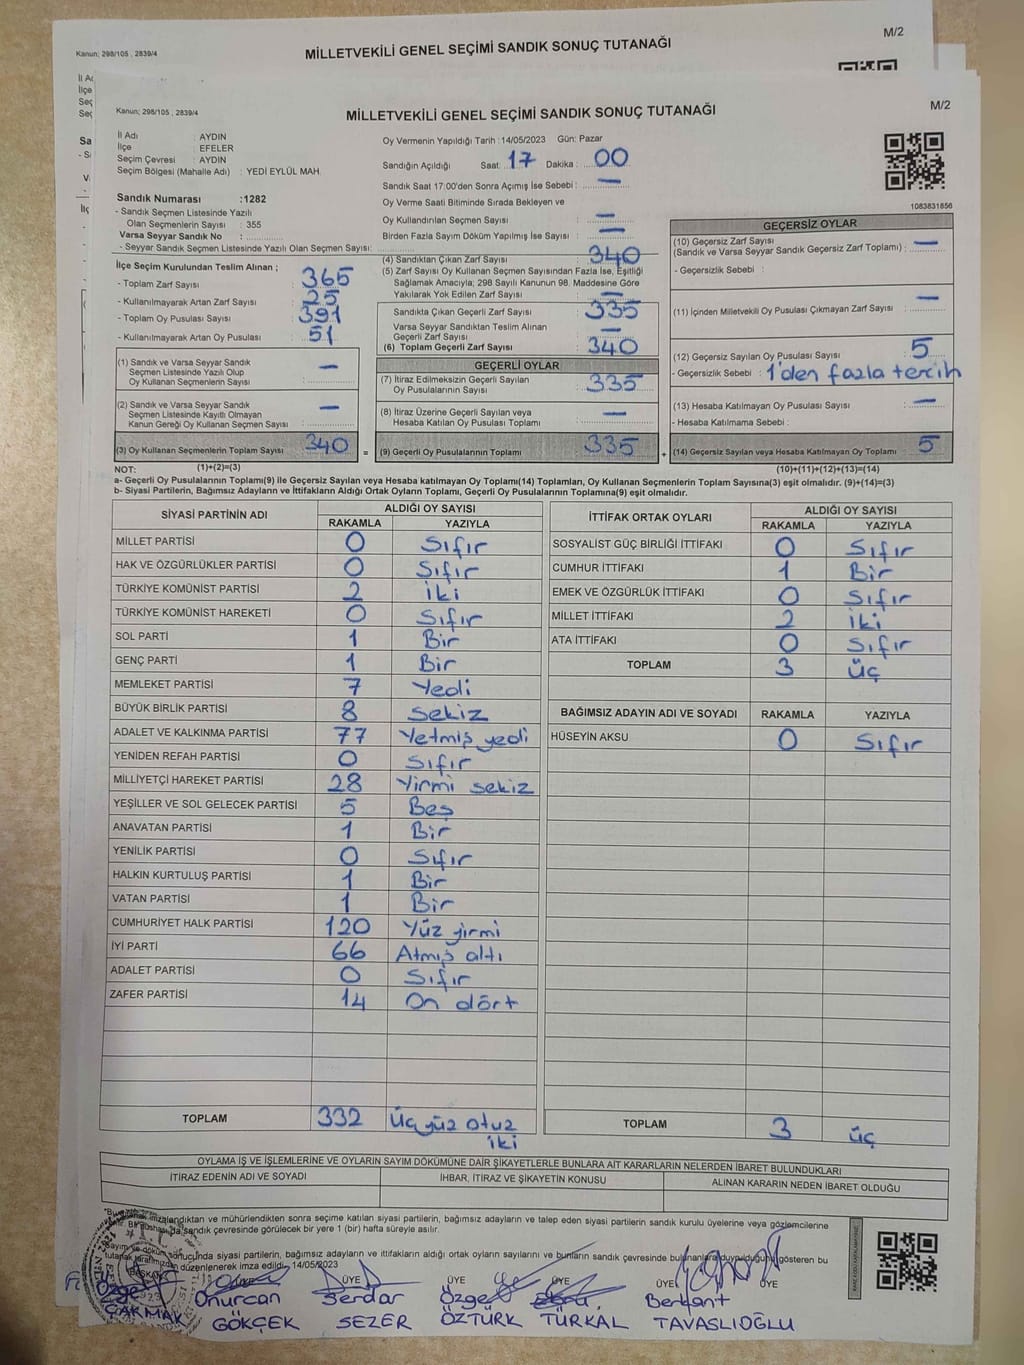 Kanun; 298/105 , 2839/4
MİLLETVEKİLİ GENEL SEÇİMİ SANDIK SONUÇ TUTANAĞI
M/2
İl Ad
İlçe
Seç
Seç
Sa
Kanun; 298/105 , 2839/4
MİLLETVEKİLİ GENEL SEÇİMİ SANDIK SONUÇ TUTANAĞI
M/2
İl Adı : AYDIN
İlçe : EFELER
Seçim Çevresi : AYDIN
Seçim Bölgesi (Mahalle Adı) : YEDİ EYLÜL MAH.
Sandık Numarası :1282
- Sandık Seçmen Listesinde Yazılı
Olan Seçmenlerin Sayısı : 355
Varsa Seyyar Sandık No :
- Seyyar Sandık Seçmen Listesinde Yazılı Olan Seçmen Sayısı:
Oy Vermenin Yapıldığı Tarih : 14/05/2023 Gün: Pazar
Sandığın Açıldığı Saat: 17 Dakika : 00
Sandık Saat 17:00'den Sonra Açımış İse Sebebi : —
Oy Verme Saati Bitiminde Sırada Bekleyen ve
Oy Kullandırılan Seçmen Sayısı : —
Birden Fazla Sayım Döküm Yapılmış İse Sayısı : —
1083831856
İlçe Seçim Kurulundan Teslim Alınan ;
- Toplam Zarf Sayısı : 365
- Kullanılmayarak Artan Zarf Sayısı : 25
- Toplam Oy Pusulası Sayısı : 391
- Kullanılmayarak Artan Oy Pusulası : 51
(1) Sandık ve Varsa Seyyar Sandık
Seçmen Listesinde Yazılı Olup
Oy Kullanan Seçmenlerin Sayısı : —
(2) Sandık ve Varsa Seyyar Sandık
Seçmen Listesinde Kayıtlı Olmayan
Kanun Gereği Oy Kullanan Seçmen Sayısı : —
(3) Oy Kullanan Seçmenlerin Toplam Sayısı : 340
(1)+(2)=(3)
(4) Sandıktan Çıkan Zarf Sayısı : 340
(5) Zarf Sayısı Oy Kullanan Seçmen Sayısından Fazla İse, Eşitliği
Sağlamak Amacıyla; 298 Sayılı Kanunun 98. Maddesine Göre
Yakılarak Yok Edilen Zarf Sayısı : —
Sandıkta Çıkan Geçerli Zarf Sayısı : 335
Varsa Seyyar Sandıktan Teslim Alınan
Geçerli Zarf Sayısı : —
(6) Toplam Geçerli Zarf Sayısı : 340
GEÇERLİ OYLAR
(7) İtiraz Edilmeksizin Geçerli Sayılan
Oy Pusulalarının Sayısı : 335
(8) İtiraz Üzerine Geçerli Sayılan veya
Hesaba Katılan Oy Pusulası Toplamı : —
= (9) Geçerli Oy Pusulalarının Toplamı : 335
GEÇERSİZ OYLAR
(10) Geçersiz Zarf Sayısı
(Sandık ve Varsa Seyyar Sandık Geçersiz Zarf Toplamı) : —
- Geçersizlik Sebebi :
(11) İçinden Milletvekili Oy Pusulası Çıkmayan Zarf Sayısı : —
(12) Geçersiz Sayılan Oy Pusulası Sayısı : 5
- Geçersizlik Sebebi : 1'den fazla tercih
(13) Hesaba Katılmayan Oy Pusulası Sayısı : —
- Hesaba Katılmama Sebebi :
+ (14) Geçersiz Sayılan veya Hesaba Katılmayan Oy Toplamı : 5
(10)+(11)+(12)+(13)=(14)
NOT:
a- Geçerli Oy Pusulalarının Toplamı(9) ile Geçersiz Sayılan veya Hesaba katılmayan Oy Toplamı(14) Toplamları, Oy Kullanan Seçmenlerin Toplam Sayısına(3) eşit olmalıdır. (9)+(14)=(3)
b- Siyasi Partilerin, Bağımsız Adayların ve İttifakların Aldığı Ortak Oyların Toplamı, Geçerli Oy Pusulalarının Toplamına(9) eşit olmalıdır.
SİYASİ PARTİNİN ADI ALDIĞI OY SAYISI
RAKAMLA YAZIYLA
MİLLET PARTİSİ 0 Sıfır
HAK VE ÖZGÜRLÜKLER PARTİSİ 0 Sıfır
TÜRKİYE KOMÜNİST PARTİSİ 2 İki
TÜRKİYE KOMÜNİST HAREKETİ 0 Sıfır
SOL PARTİ 1 Bir
GENÇ PARTİ 1 Bir
MEMLEKET PARTİSİ 7 Yedi
BÜYÜK BİRLİK PARTİSİ 8 Sekiz
ADALET VE KALKINMA PARTİSİ 77 Yetmiş yedi
YENİDEN REFAH PARTİSİ 0 Sıfır
MİLLİYETÇİ HAREKET PARTİSİ 28 Yirmi sekiz
YEŞİLLER VE SOL GELECEK PARTİSİ 5 Beş
ANAVATAN PARTİSİ 1 Bir
YENİLİK PARTİSİ 0 Sıfır
HALKIN KURTULUŞ PARTİSİ 1 Bir
VATAN PARTİSİ 1 Bir
CUMHURİYET HALK PARTİSİ 120 Yüz yirmi
İYİ PARTİ 66 Atmış altı
ADALET PARTİSİ 0 Sıfır
ZAFER PARTİSİ 14 On dört
TOPLAM 332 Üç yüz otuz
iki
İTTİFAK ORTAK OYLARI ALDIĞI OY SAYISI
RAKAMLA YAZIYLA
SOSYALİST GÜÇ BİRLİĞİ İTTİFAKI 0 Sıfır
CUMHUR İTTİFAKI 1 Bir
EMEK VE ÖZGÜRLÜK İTTİFAKI 0 Sıfır
MİLLET İTTİFAKI 2 İki
ATA İTTİFAKI 0 Sıfır
TOPLAM 3 Üç
BAĞIMSIZ ADAYIN ADI VE SOYADI RAKAMLA YAZIYLA
HÜSEYİN AKSU 0 Sıfır
TOPLAM 3 üç
OYLAMA İŞ VE İŞLEMLERİNE VE OYLARIN SAYIM DÖKÜMÜNE DAİR ŞİKAYETLERLE BUNLARA AİT KARARLARIN NELERDEN İBARET BULUNDUKLARI
İTİRAZ EDENİN ADI VE SOYADI İHBAR, İTİRAZ VE ŞİKAYETİN KONUSU ALINAN KARARIN NEDEN İBARET OLDUĞU
imzalandıktan ve mühürlendikten sonra seçime katılan siyasi partilerin, bağımsız adayların ve talep eden siyasi partilerin sandık kurulu üyelerine veya gözlemcilerine
sandık çevresinde görülecek bir yere 1 (bir) hafta süreyle asılır.
Sayım ve döküm sonucunda siyasi partilerin, bağımsız adayların ve ittifakların aldığı ortak oyların sayılarını ve bunların sandık çevresinde bulunanlara duyurulduğunu gösteren bu
tutanak tarafımızdan düzenlenerek imza edildi. 14/05/2023
BAŞKAN ÜYE ÜYE ÜYE ÜYE ÜYE
Özge Onurcan Serdar Özge Ebru Berkant
ÇAKMAK GÖKÇEK SEZER ÖZTÜRK TÜRKAL TAVASLIOĞLU